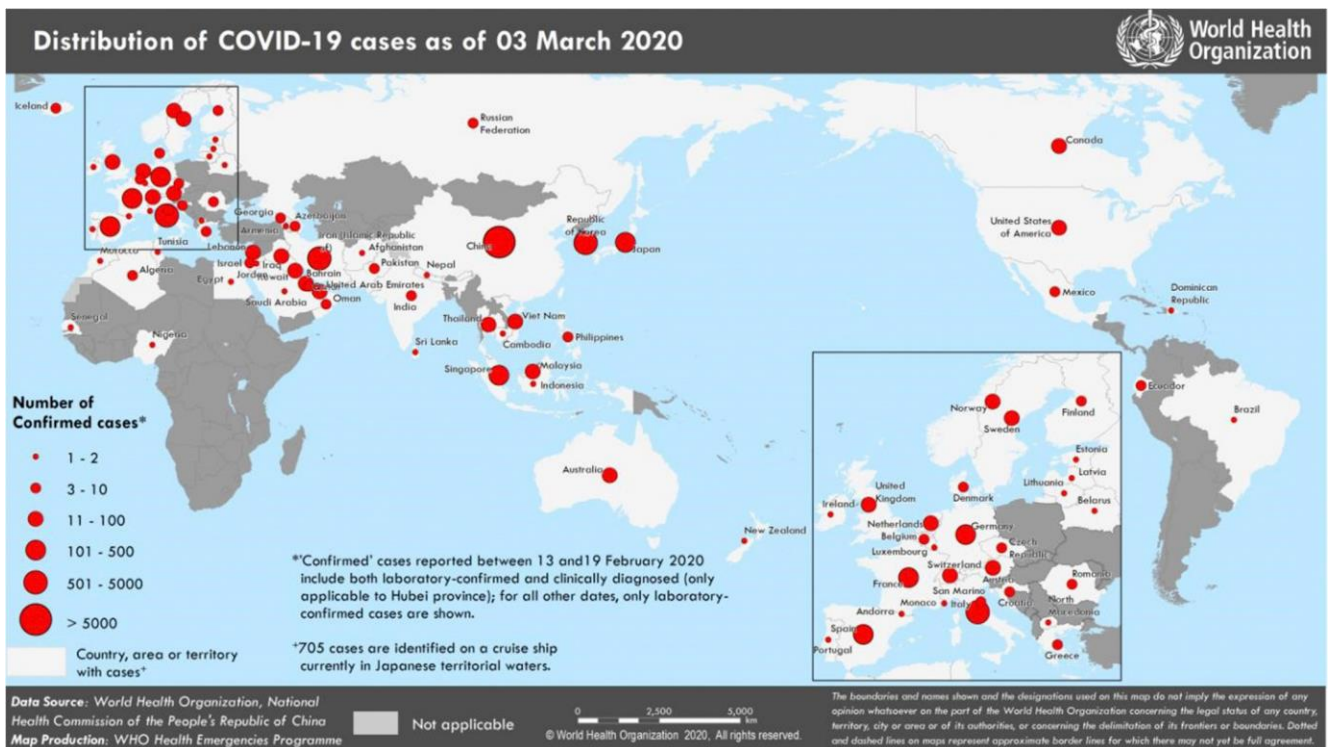 Distribution of COVID-19 cases as of 03 March 2020
World Health
Organization
Iceland
Russian
Federation
Canada
United States
of America
Mexico
Dominican
Republic
Ecuador
Brazil
Georgia
Azerbaijan
Armenia
Iran (Islamic Republic
of)
Afghanistan
China
Republic
of Korea
Japan
Tunisia
Morocco
Lebanon
Algeria
Israel
Iraq
Egypt
Jorden
Kuwait
Bahrain
Pakistan
Nepal
United Arab Emirates
Saudi Arabia
Oman
India
Senegal
Nigeria
Thailand
Viet Nam
Cambodia
Philippines
Sri Lanka
Singapore
Malaysia
Indonesia
Australia
New Zealand
Norway
Sweden
Finland
Estonia
Latvia
Lithuania
Belarus
United
Kingdom
Ireland
Denmark
Netherlands
Belgium
Luxembourg
Germany
Czech
Republic
Switzerland
Austria
France
San Marino
Monaco
Italy
Croatia
Romania
North
Macedonia
Andorra
Spain
Portugal
Greece
Number of
Confirmed cases*
1 - 2
3 - 10
11 - 100
101 - 500
501 - 5000
> 5000
Country, area or territory
with cases⁺
*'Confirmed' cases reported between 13 and19 February 2020
include both laboratory-confirmed and clinically diagnosed (only
applicable to Hubei province); for all other dates, only laboratory-
confirmed cases are shown.
⁺705 cases are identified on a cruise ship
currently in Japanese territorial waters.
Data Source: World Health Organization, National
Health Commission of the People's Republic of China
Map Production: WHO Health Emergencies Programme
Not applicable
0 2,500 5,000
km
© World Health Organization 2020, All rights reserved.
The boundaries and names shown and the designations used on this map do not imply the expression of any
opinion whatsoever on the part of the World Health Organization concerning the legal status of any country,
territory, city or area or of its authorities, or concerning the delimitation of its frontiers or boundaries. Dotted
and dashed lines on maps represent approximate border lines for which there may not yet be full agreement.